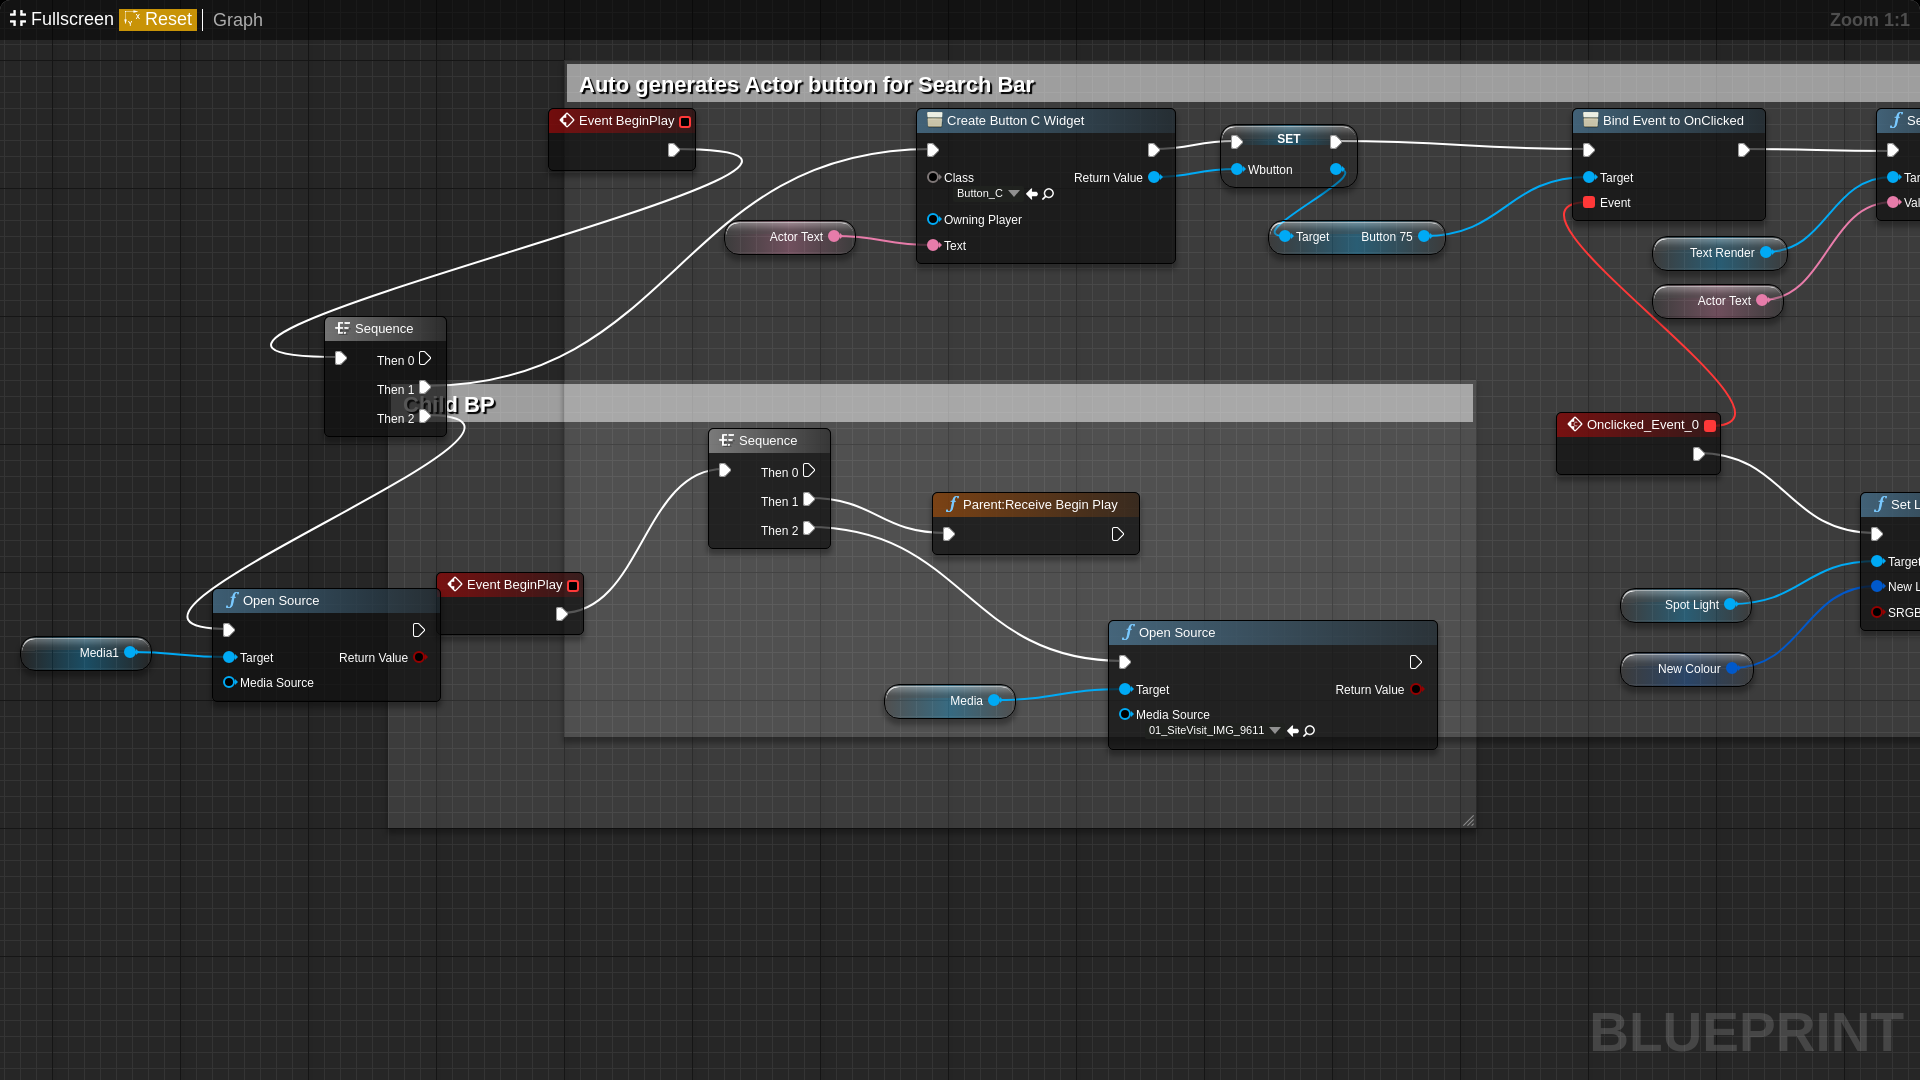 Fullscreen Reset Graph Zoom 1:1
Auto generates Actor button for Search Bar
Event BeginPlay
Create Button C Widget
Class
Button_C
Return Value
Owning Player
Text
Actor Text
SET
Wbutton
Target Button 75
Bind Event to OnClicked
Target
Event
Text Render
Actor Text
Sequence
Then 0
Then 1
Then 2
Child BP
Sequence
Then 0
Then 1
Then 2
Parent:Receive Begin Play
Onclicked_Event_0
Event BeginPlay
Open Source
Target Return Value
Media Source
Media1
Open Source
Target Return Value
Media Source
01_SiteVisit_IMG_9611
Media
Set L
Target
New L
SRGB
Spot Light
New Colour
BLUEPRINT